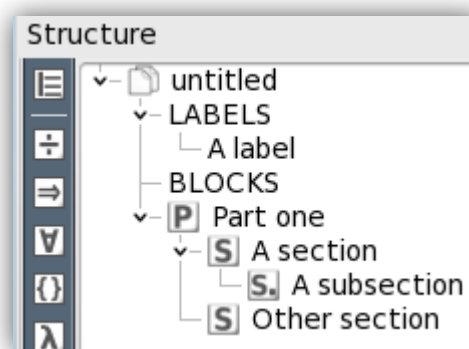 Structure
untitled
LABELS
A label
BLOCKS
P Part one
S A section
S. A subsection
S Other section
÷
⇒
∀
{}
λ